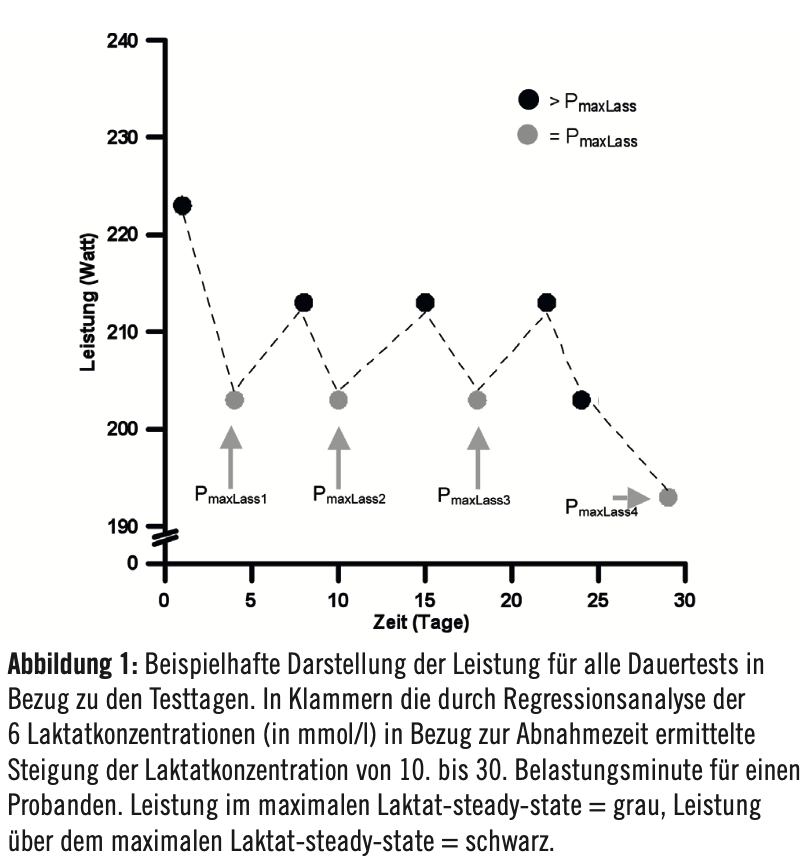 240
230
220
210
200
190
0
Leistung (Watt)
> PmaxLass
= PmaxLass
PmaxLass1
PmaxLass2
PmaxLass3
PmaxLass4
0 5 10 15 20 25 30
Zeit (Tage)
Abbildung 1: Beispielhafte Darstellung der Leistung für alle Dauertests in
Bezug zu den Testtagen. In Klammern die durch Regressionsanalyse der
6 Laktatkonzentrationen (in mmol/l) in Bezug zur Abnahmezeit ermittelte
Steigung der Laktatkonzentration von 10. bis 30. Belastungsminute für einen
Probanden. Leistung im maximalen Laktat-steady-state = grau, Leistung
über dem maximalen Laktat-steady-state = schwarz.